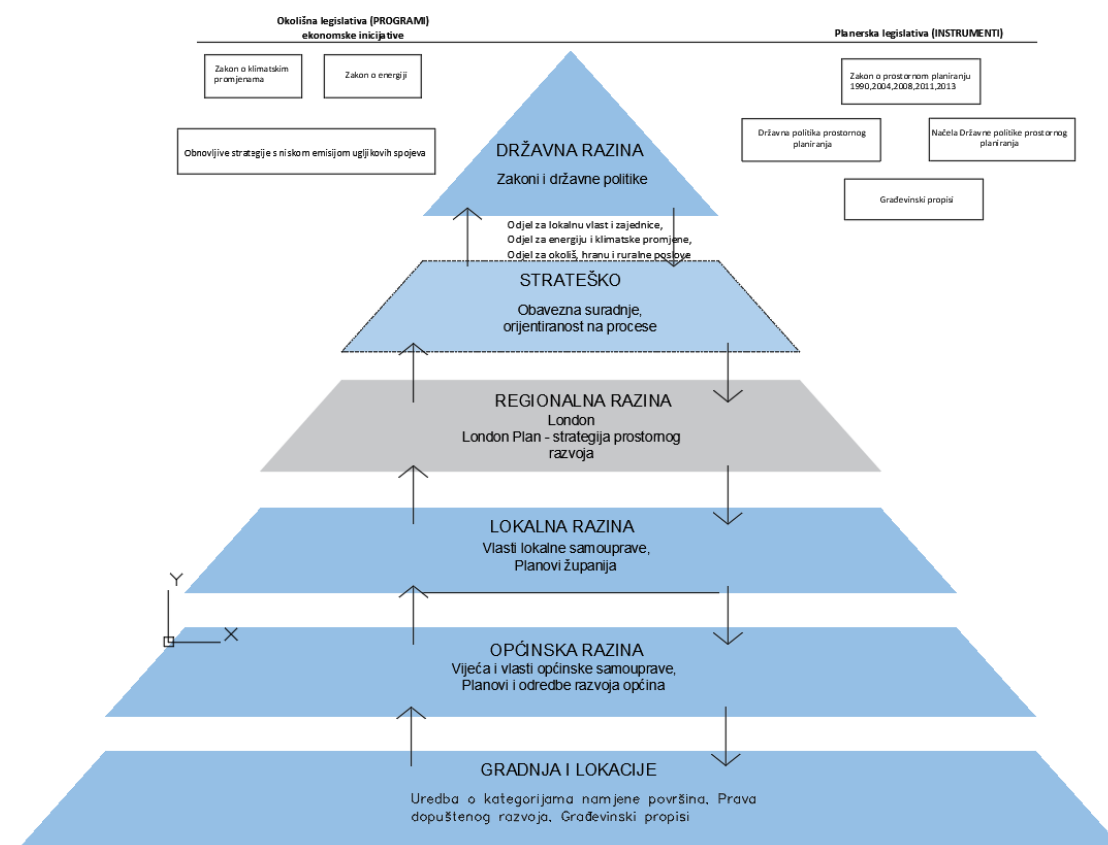 Okolišna legislativa (PROGRAMI)
ekonomske inicijative
Planerska legislativa (INSTRUMENTI)
Zakon o klimatskim
promjenama
Zakon o energiji
Obnovljive strategije s niskom emisijom ugljikovih spojeva
Zakon o prostornom planiranju
1990,2004,2008,2011,2013
Državna politika prostornog
planiranja
Načela Državne politike prostornog
planiranja
Građevinski propisi
DRŽAVNA RAZINA
Zakoni i državne politike
Odjel za lokalnu vlast i zajednice,
Odjel za energiju i klimatske promjene,
Odjel za okoliš, hranu i ruralne poslove
STRATEŠKO
Obavezna suradnje,
orijentiranost na procese
REGIONALNA RAZINA
London
London Plan - strategija prostornog
razvoja
LOKALNA RAZINA
Vlasti lokalne samouprave,
Planovi županija
Y
X
OPĆINSKA RAZINA
Vijeća i vlasti općinske samouprave,
Planovi i odredbe razvoja općina
GRADNJA I LOKACIJE
Uredba o kategorijama namjene površina. Prava
dopuštenog razvoja. Građevinski propisi